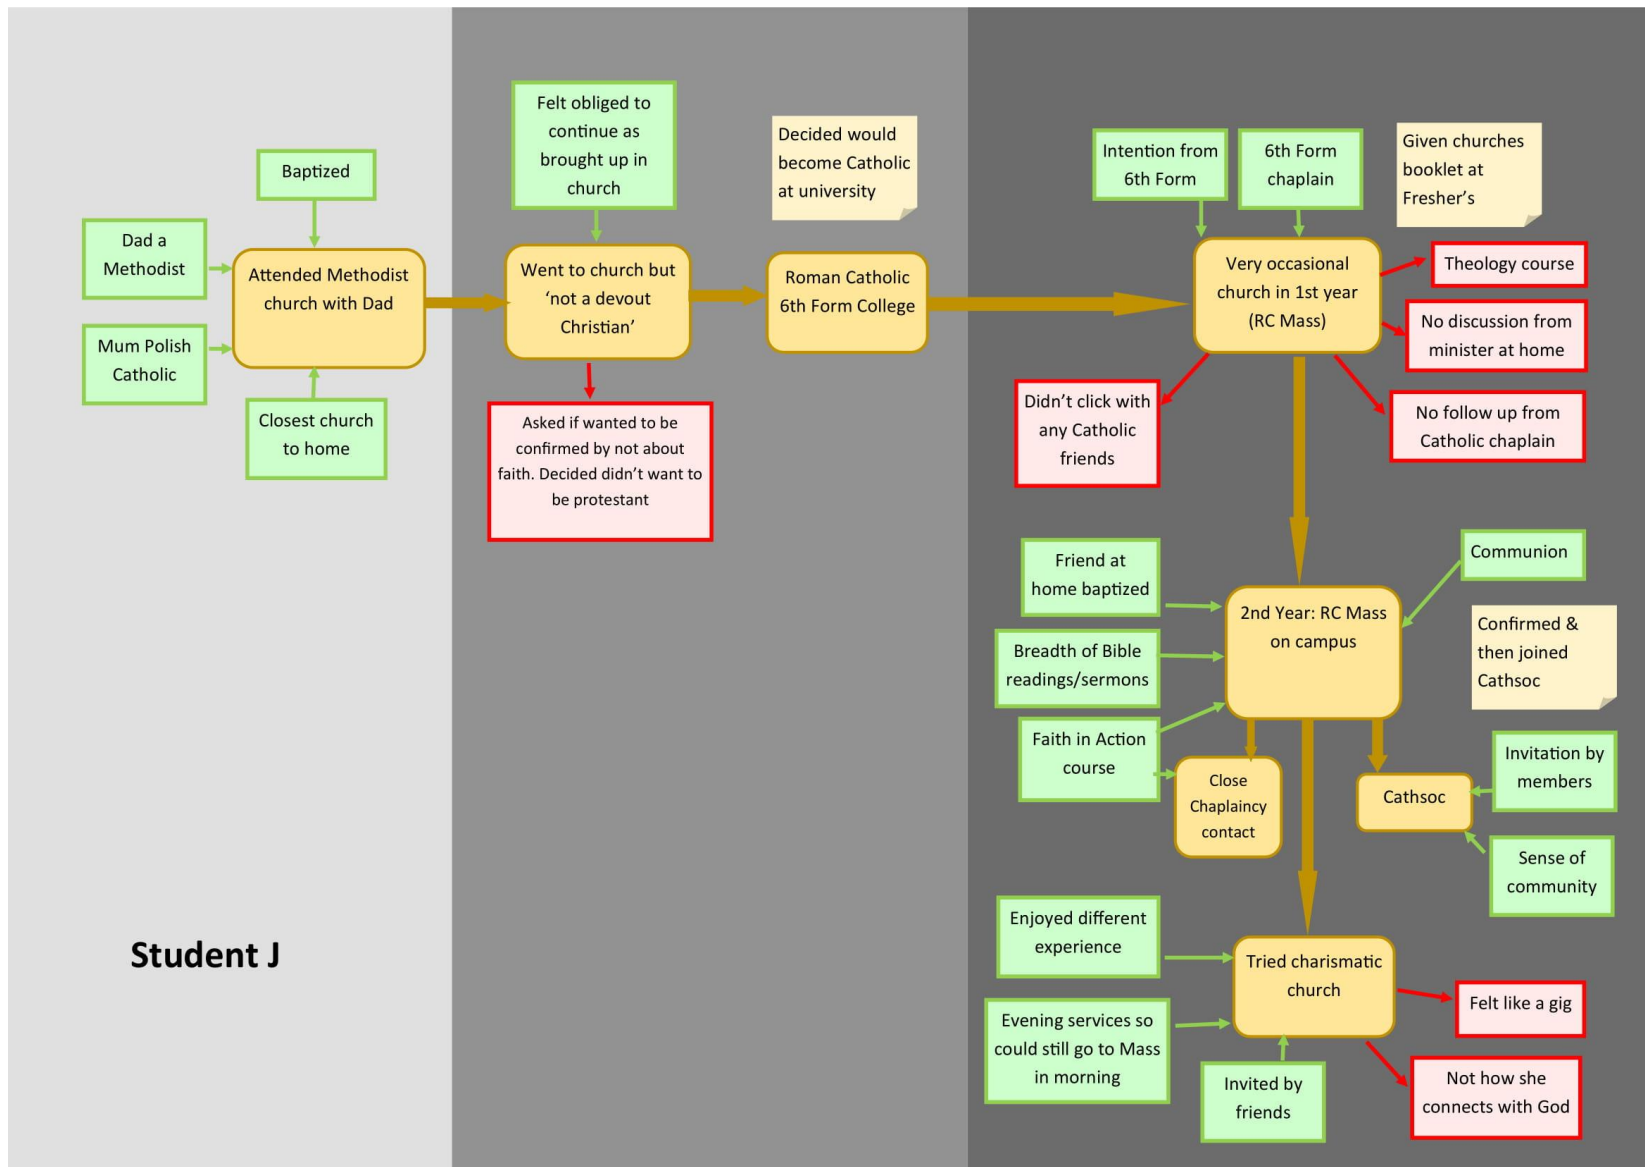 Baptized
Dad a
Methodist
Attended Methodist
church with Dad
Mum Polish
Catholic
Closest church
to home
Student J
Felt obliged to
continue as
brought up in
church
Went to church but
‘not a devout
Christian’
Asked if wanted to be
confirmed by not about
faith. Decided didn’t want to
be protestant
Decided would
become Catholic
at university
Roman Catholic
6th Form College
Intention from
6th Form
6th Form
chaplain
Given churches
booklet at
Fresher’s
Very occasional
church in 1st year
(RC Mass)
Theology course
No discussion from
minister at home
No follow up from
Catholic chaplain
Didn’t click with
any Catholic
friends
Friend at
home baptized
Breadth of Bible
readings/sermons
Faith in Action
course
2nd Year: RC Mass
on campus
Communion
Confirmed &
then joined
Cathsoc
Close
Chaplaincy
contact
Cathsoc
Invitation by
members
Sense of
community
Enjoyed different
experience
Evening services so
could still go to Mass
in morning
Invited by
friends
Tried charismatic
church
Felt like a gig
Not how she
connects with God